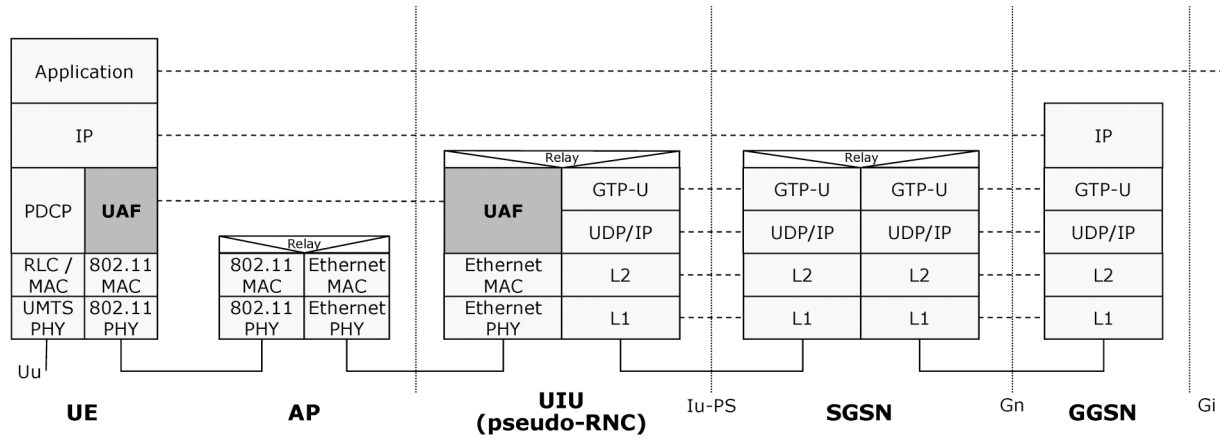 Application
IP
IP
Relay
Relay
PDCP
UAF
UAF
GTP-U
GTP-U
GTP-U
GTP-U
UDP/IP
UDP/IP
UDP/IP
UDP/IP
Relay
RLC /
MAC
802.11
MAC
802.11
MAC
Ethernet
MAC
Ethernet
MAC
L2
L2
L2
L2
UMTS
PHY
802.11
PHY
802.11
PHY
Ethernet
PHY
Ethernet
PHY
L1
L1
L1
L1
Uu
UE
AP
UIU
(pseudo-RNC)
Iu-PS
SGSN
Gn
GGSN
Gi